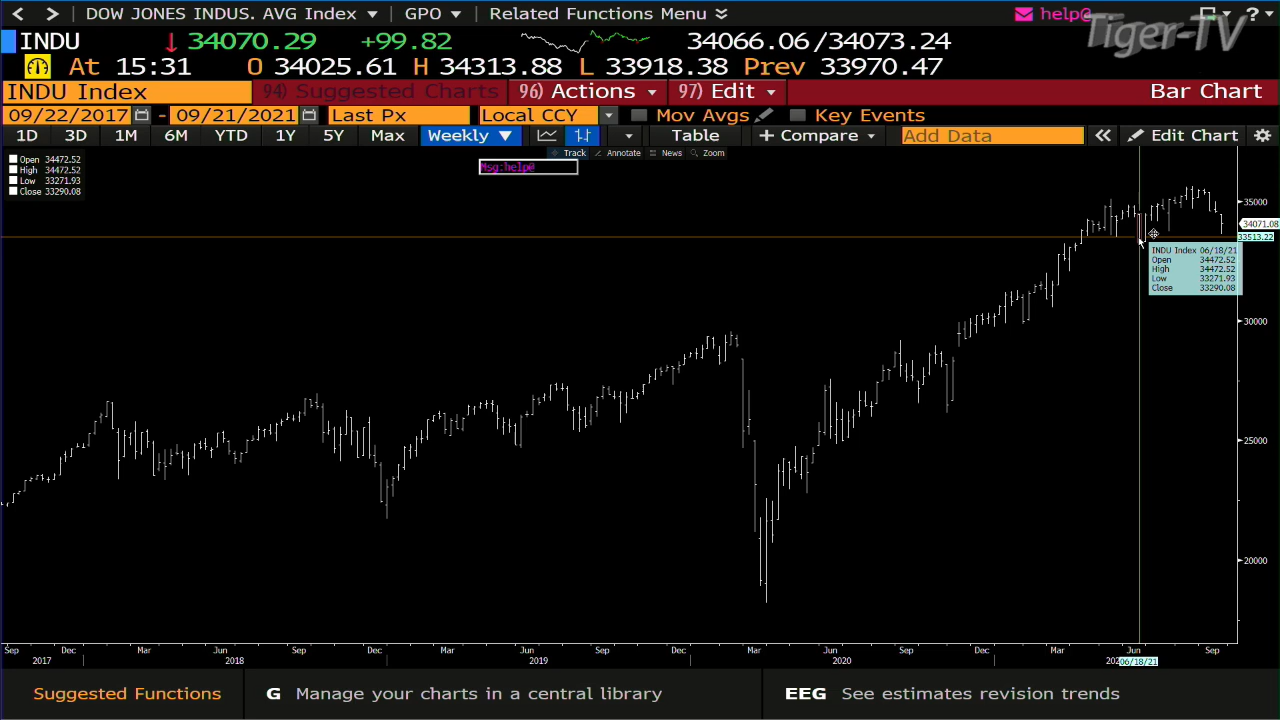 < > DOW JONES INDUS. AVG Index GPO Related Functions Menu help@ ?
Tiger-TV
INDU 34070.29 +99.82 34066.06/34073.24
At 15:31 O 34025.61 H 34313.88 L 33918.38 Prev 33970.47
INDU Index 94) Suggested Charts 96) Actions 97) Edit Bar Chart
09/22/2017 - 09/21/2021 Last Px Local CCY Mov Avgs Key Events
1D 3D 1M 6M YTD 1Y 5Y Max Weekly Table + Compare Add Data « Edit Chart
Track Annotate News Zoom
Open 34472.52
High 34472.52
Low 33271.93
Close 33290.08
Msg:help@
35000
34071.08
33513.22
INDU Index 06/18/21
Open 34472.52
High 34472.52
Low 33271.93
Close 33290.08
30000
25000
20000
Sep Dec Mar Jun Sep Dec Mar Jun Sep Dec Mar Jun Sep Dec Mar Jun Sep
2017 2018 2019 2020 06/18/21
Suggested Functions G Manage your charts in a central library EEG See estimates revision trends